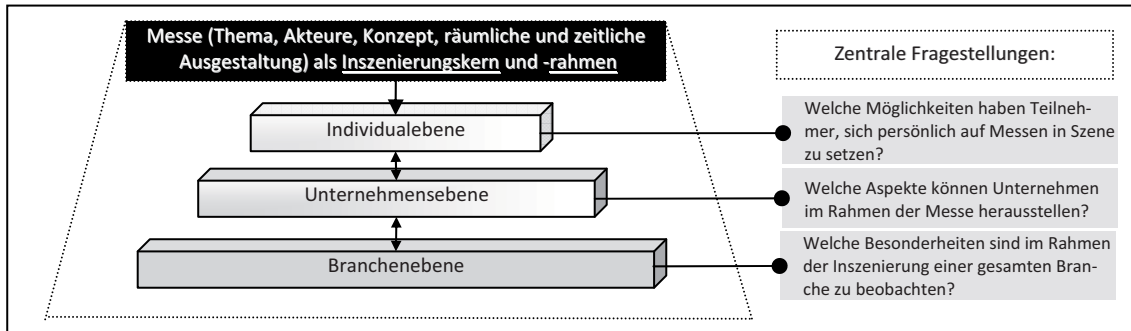 Messe (Thema, Akteure, Konzept, räumliche und zeitliche
Ausgestaltung) als Inszenierungskern und -rahmen
Zentrale Fragestellungen:
Individualebene
Welche Möglichkeiten haben Teilneh-
mer, sich persönlich auf Messen in Szene
zu setzen?
Unternehmensebene
Welche Aspekte können Unternehmen
im Rahmen der Messe herausstellen?
Branchenebene
Welche Besonderheiten sind im Rahmen
der Inszenierung einer gesamten Bran-
che zu beobachten?